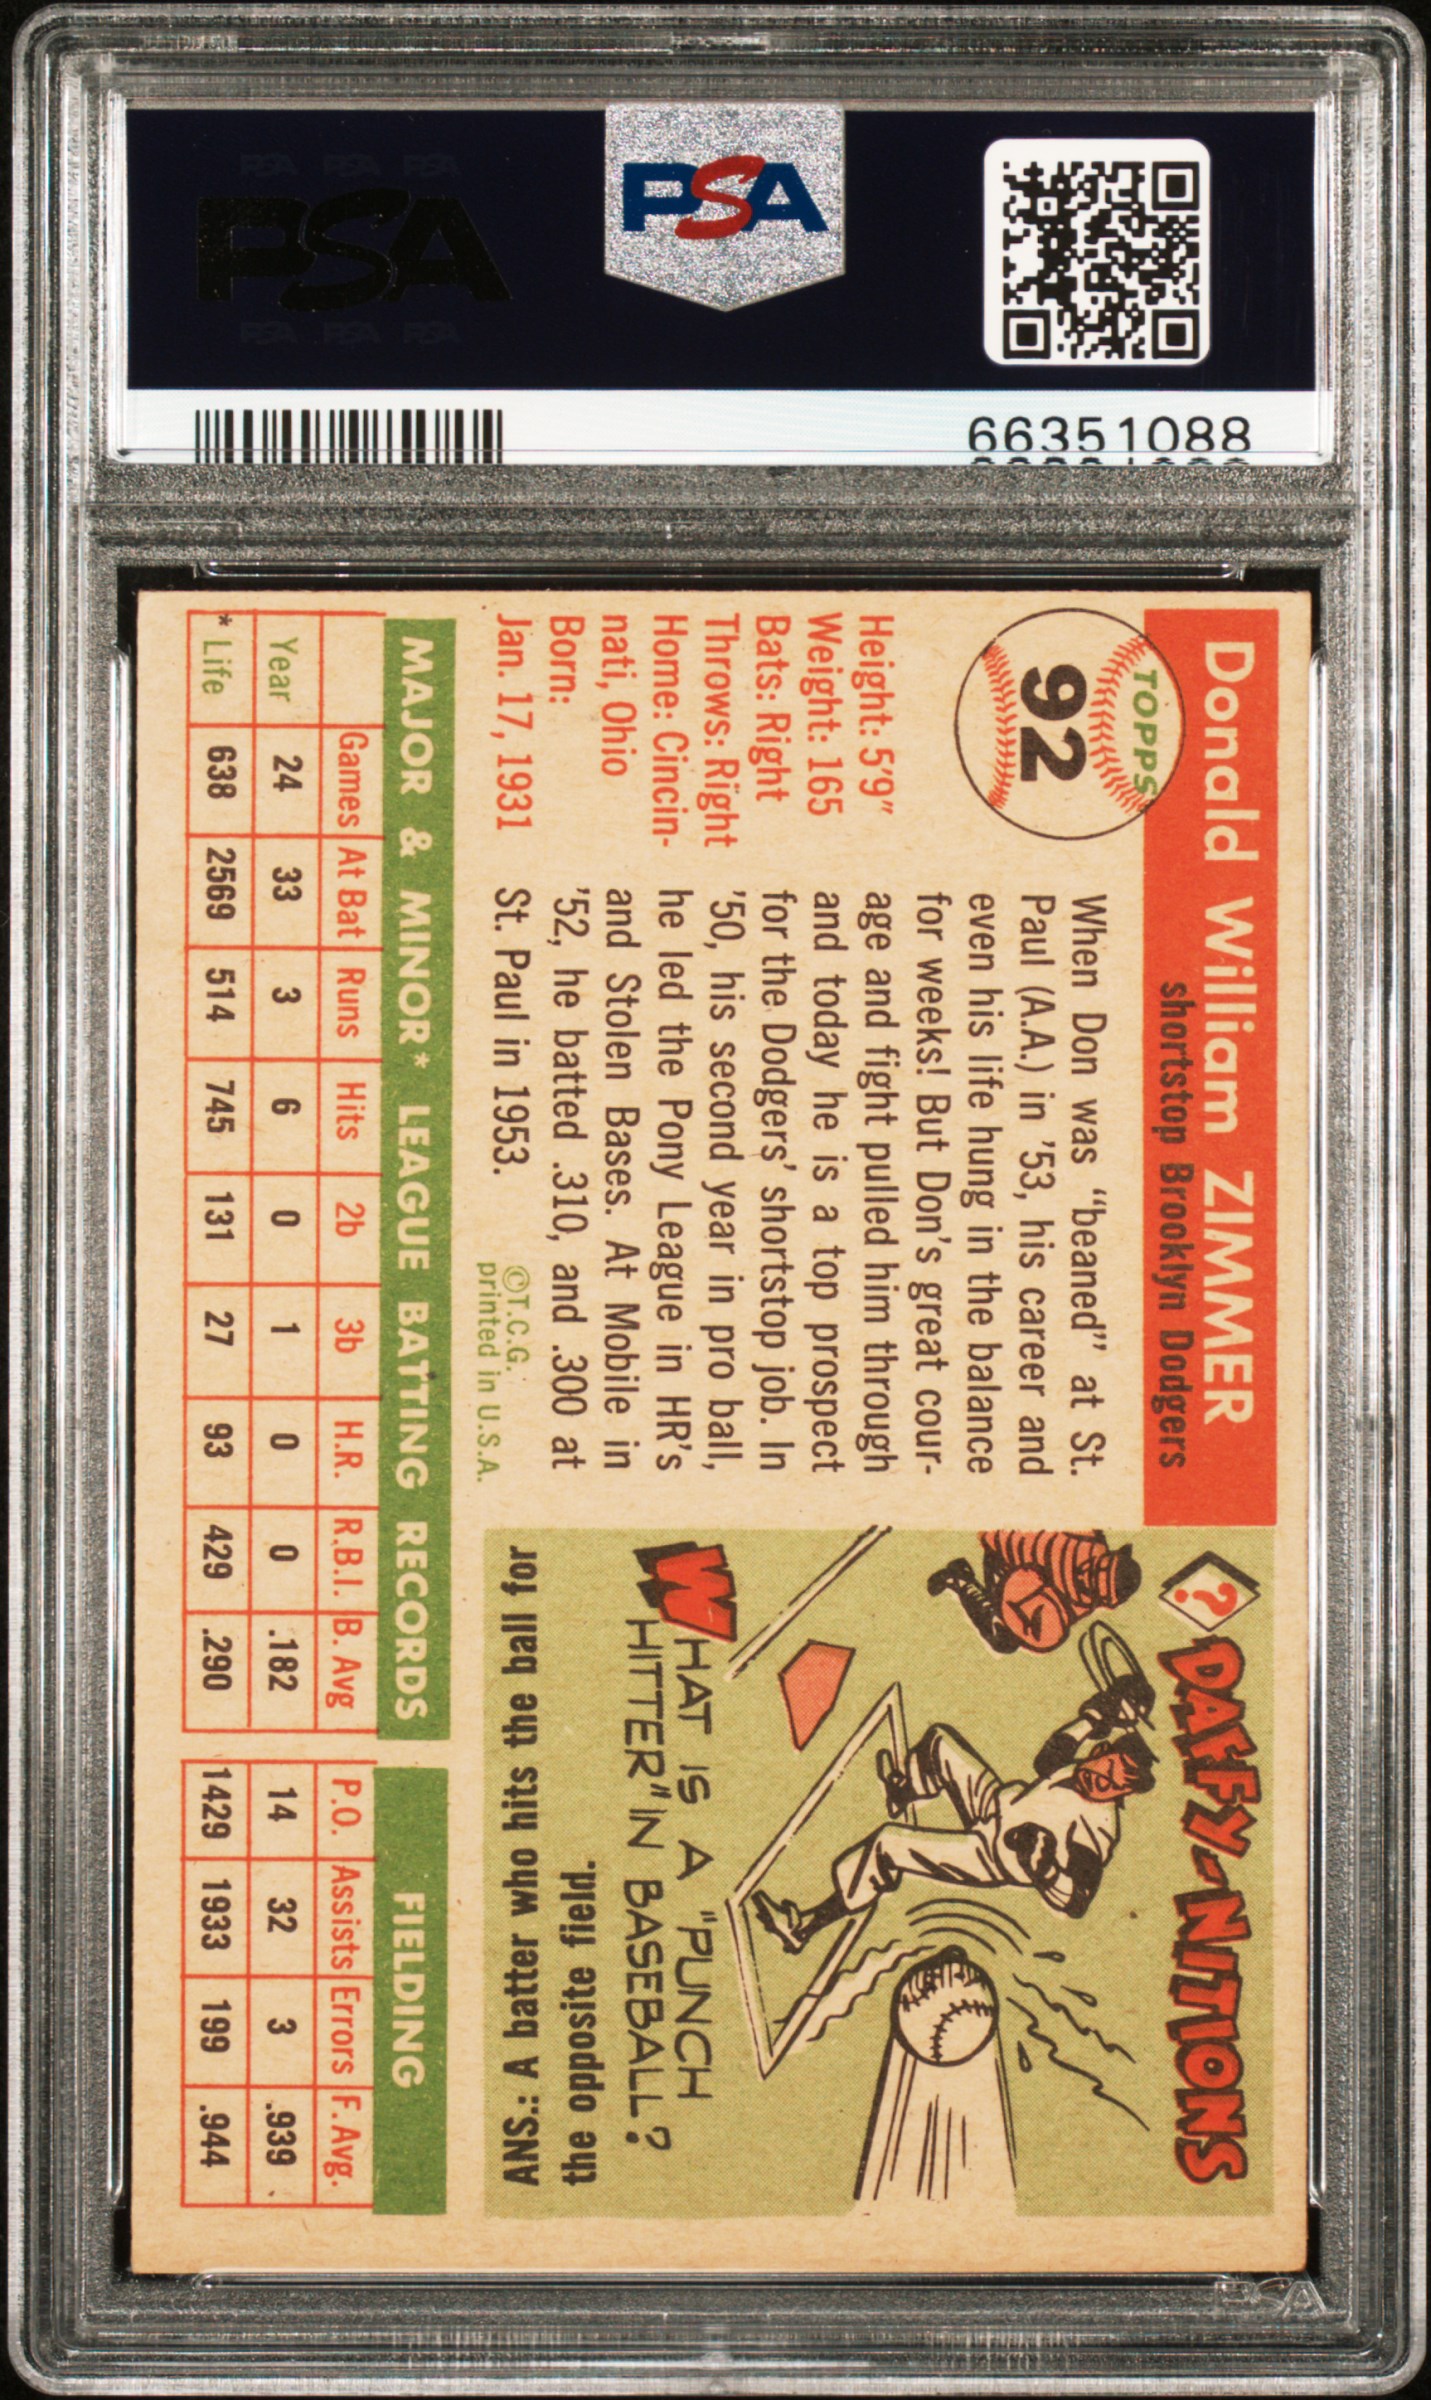 PSA PSA PSA
PSA
PSA PSA PSA
PSA
66351088
Donald William ZIMMER
shortstop Brooklyn Dodgers
TOPPS
92
Height: 5'9"
Weight: 165
Bats: Right
Throws: Right
Home: Cincin-
nati, Ohio
Born:
Jan. 17, 1931
When Don was "beaned" at St.
Paul (A.A.) in '53, his career and
even his life hung in the balance
for weeks! But Don's great cour-
age and fight pulled him through
and today he is a top prospect
for the Dodgers' shortstop job. In
'50, his second year in pro ball,
he led the Pony League in HR's
and Stolen Bases. At Mobile in
'52, he batted .310, and .300 at
St. Paul in 1953.
©T.C.G.
printed in U.S.A.
? DAFFY-NITIONS
WHAT IS A "PUNCH
HITTER" IN BASEBALL?
ANS.: A batter who hits the ball for
the opposite field.
MAJOR & MINOR* LEAGUE BATTING RECORDS
FIELDING
Games At Bat Runs Hits 2b 3b H.R. R.B.I. B. Avg P.O. Assists Errors F. Avg.
Year 24 33 3 6 0 1 0 0 .182 14 32 3 .939
* Life 638 2569 514 745 131 27 93 429 .290 1429 1933 199 .944
PSA